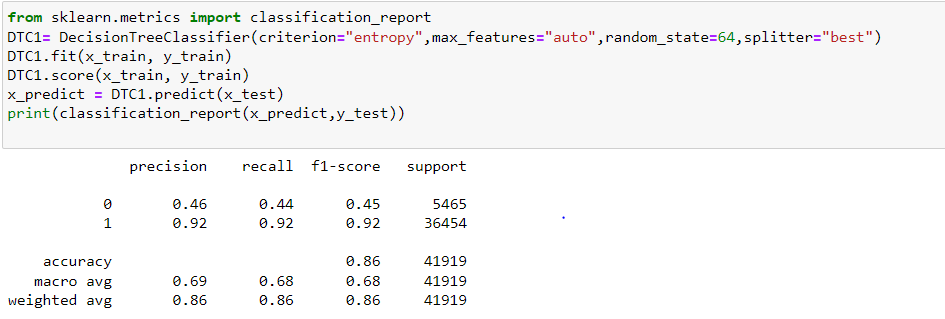 from sklearn.metrics import classification_report
DTC1= DecisionTreeClassifier(criterion="entropy",max_features="auto",random_state=64,splitter="best")
DTC1.fit(x_train, y_train)
DTC1.score(x_train, y_train)
x_predict = DTC1.predict(x_test)
print(classification_report(x_predict,y_test))
precision recall f1-score support
0 0.46 0.44 0.45 5465
1 0.92 0.92 0.92 36454
accuracy 0.86 41919
macro avg 0.69 0.68 0.68 41919
weighted avg 0.86 0.86 0.86 41919